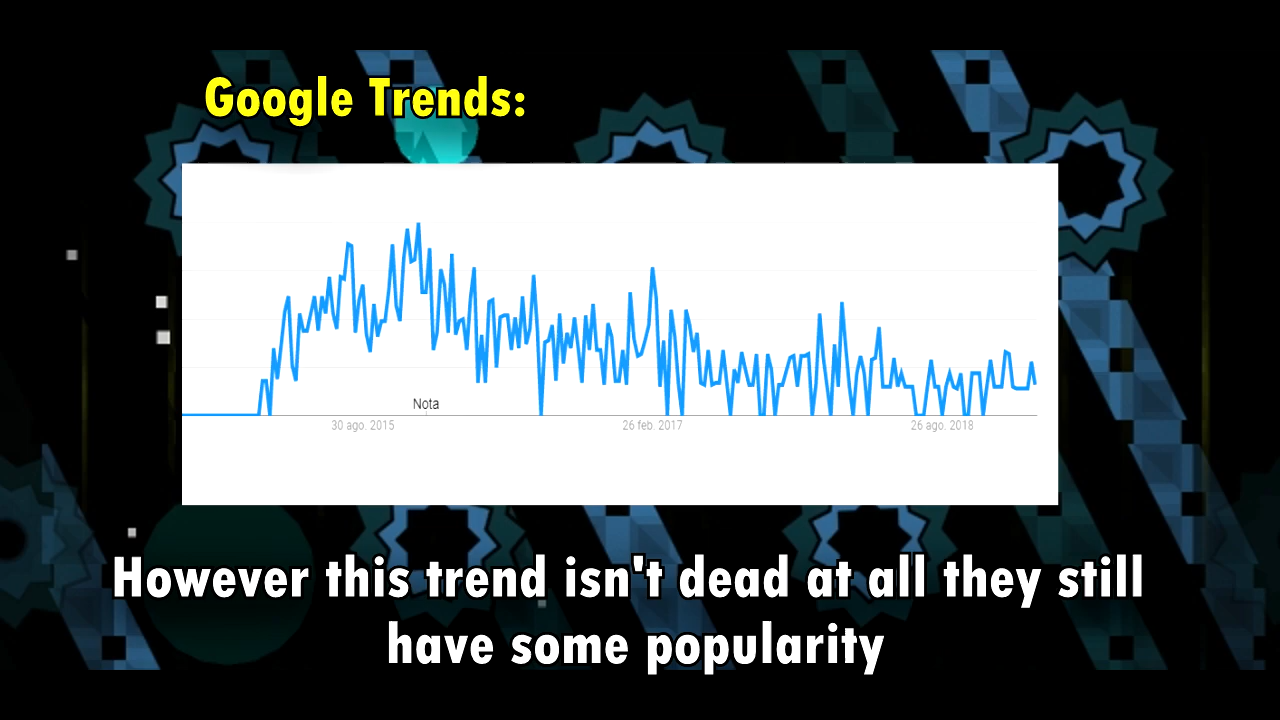 Google Trends:
Nota
30 ago. 2015
26 feb. 2017
26 ago. 2018
However this trend isn't dead at all they still
have some popularity